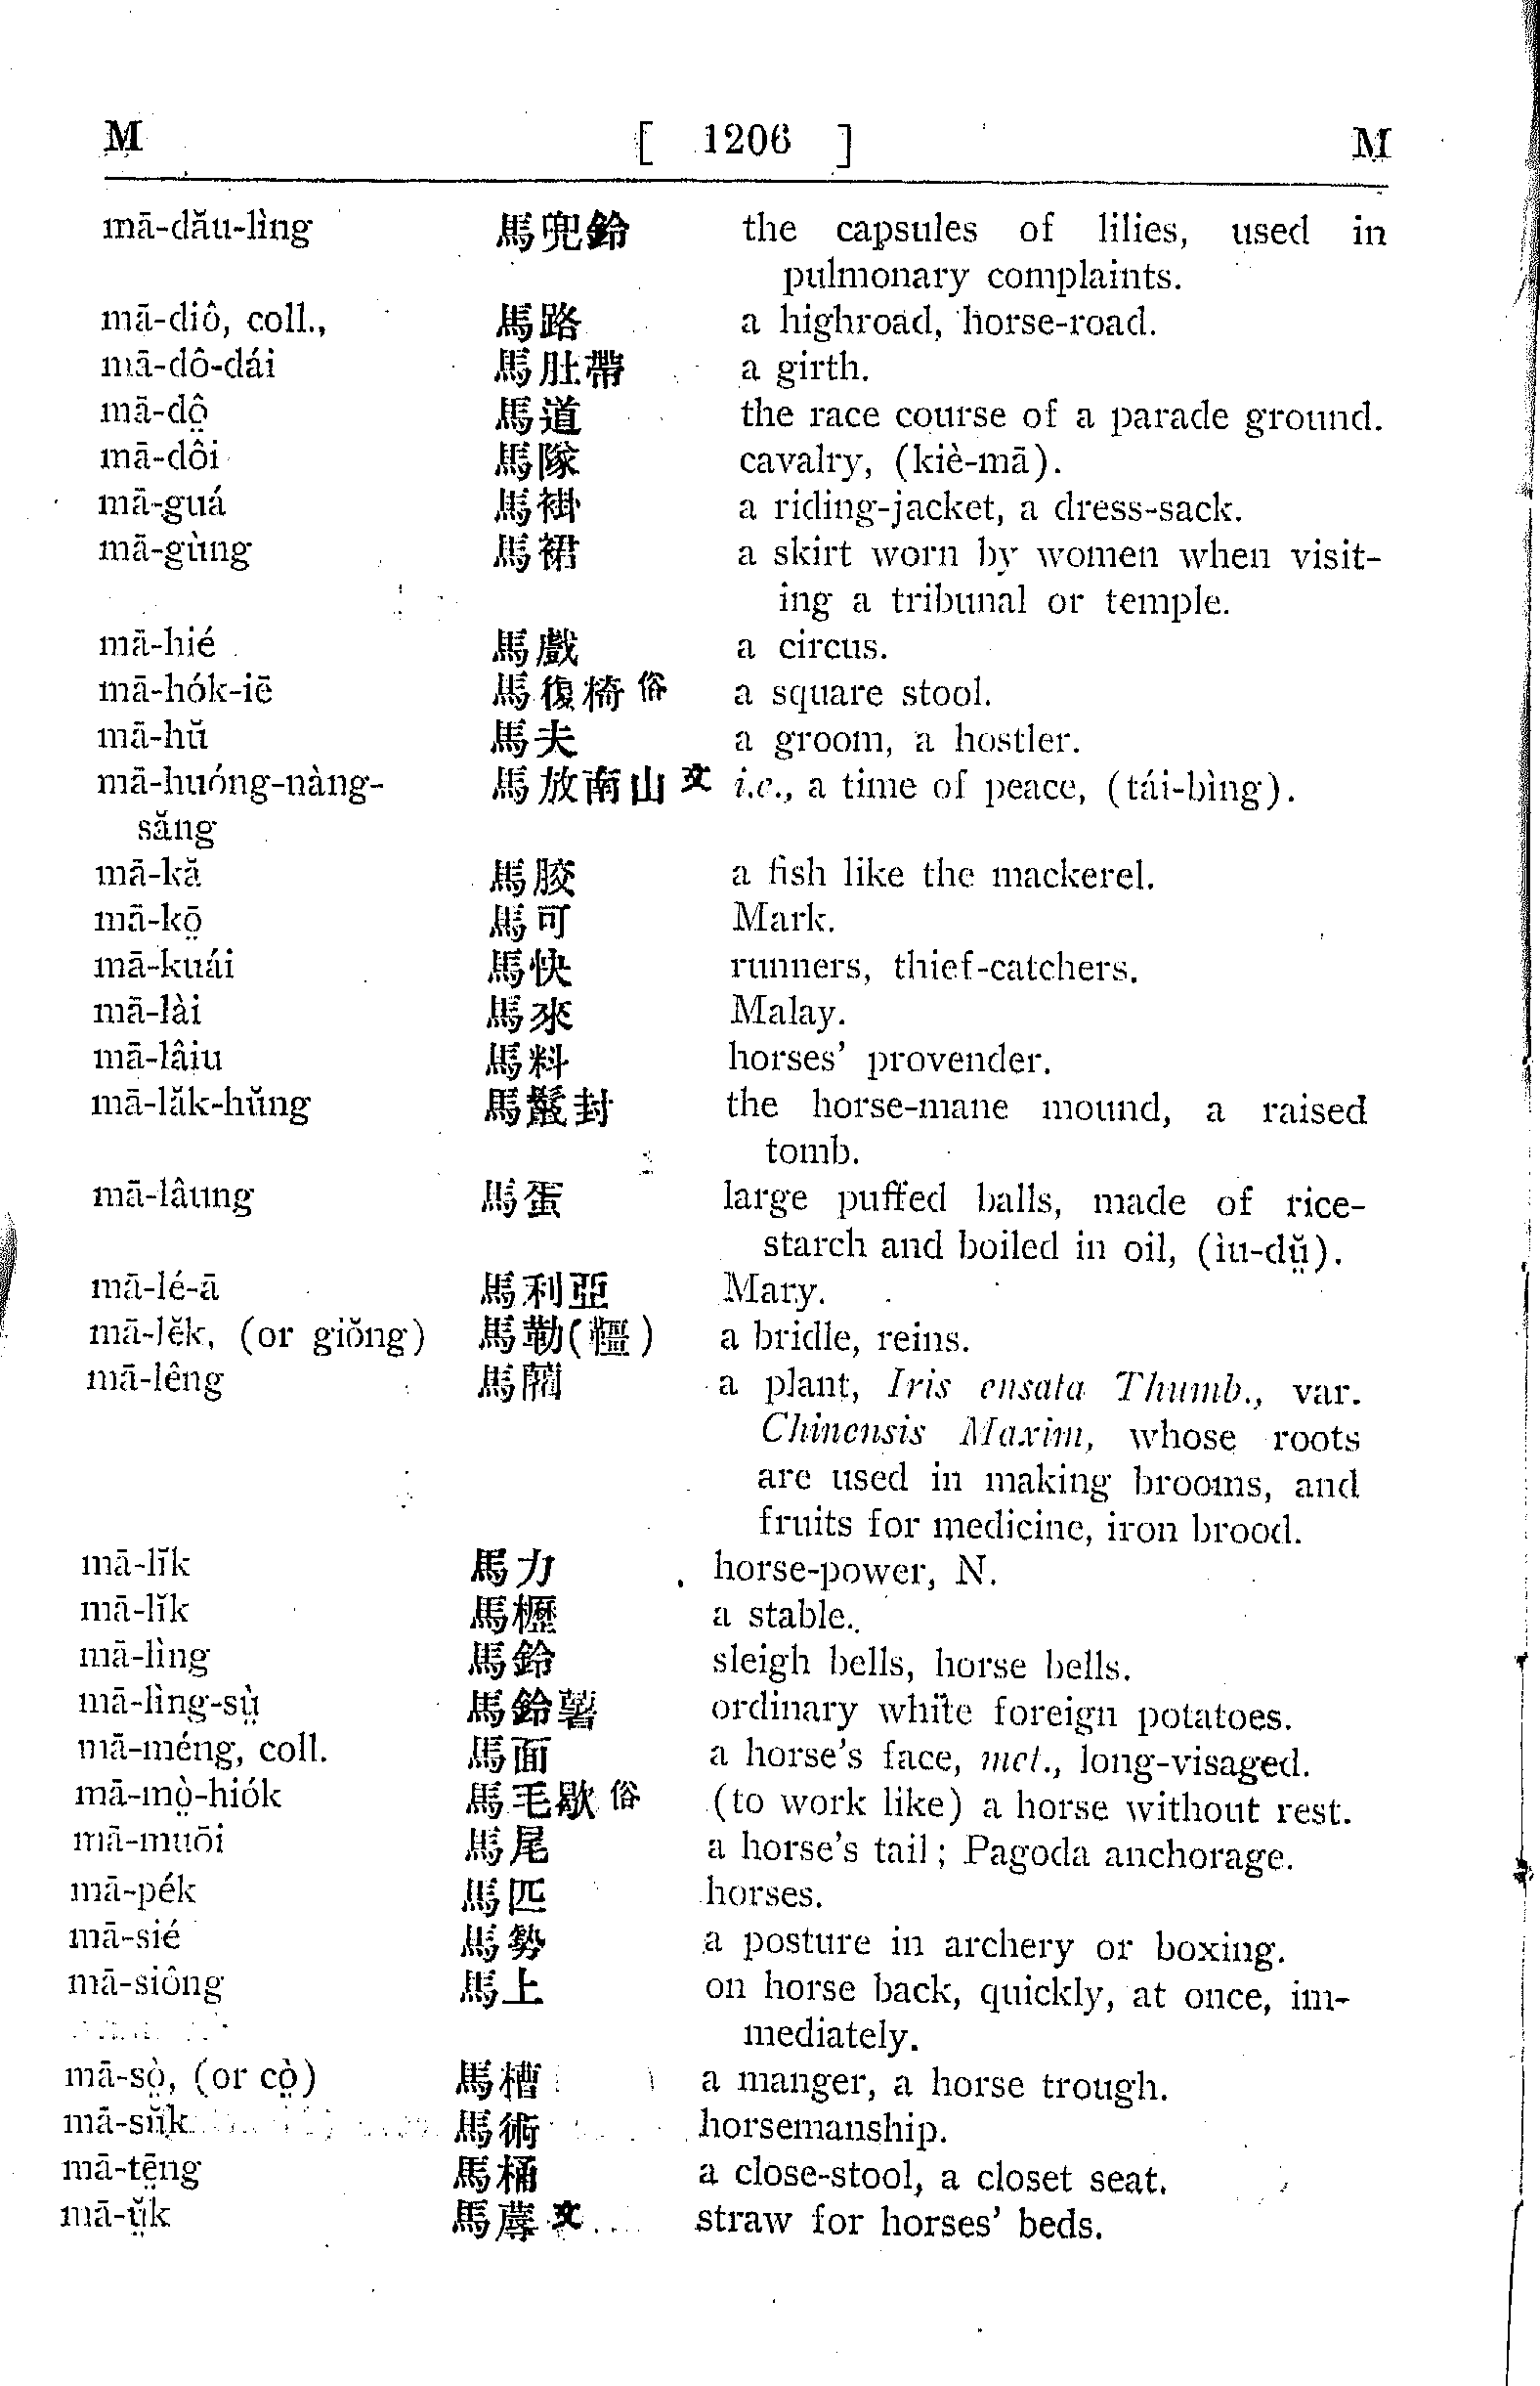 M [ 1206 ] M
mā-dău-lìng 馬兜鈴 the capsules of lilies, used in
pulmonary complaints.
mā-diô, coll., 馬路 a highroad, horse-road.
mā-dô-dái 馬肚帶 a girth.
mā-dô̤ 馬道 the race course of a parade ground.
mā-dôi 馬隊 cavalry, (kiè-mā).
mā-guá 馬褂 a riding-jacket, a dress-sack.
mā-gùng 馬裙 a skirt worn by women when visit-
ing a tribunal or temple.
mā-hié 馬戲 a circus.
mā-hók-iē 馬復椅俗 a square stool.
mā-hŭ 馬夫 a groom, a hostler.
mā-huóng-nàng- 馬放南山文 i.e., a time of peace, (tái-bìng).
săng
mā-kă 馬胶 a fish like the mackerel.
mā-kō̤ 馬可 Mark.
mā-kuái 馬快 runners, thief-catchers.
mā-lài 馬來 Malay.
mā-lâiu 馬料 horses' provender.
mā-lăk-hŭng 馬鬣封 the horse-mane mound, a raised
tomb.
mā-lâung 馬蛋 large puffed balls, made of rice-
starch and boiled in oil, (ìu-dṳ̆).
mā-lé-ā 馬利亞 Mary.
mā-lĕk, (or giŏng) 馬勒(韁) a bridle, reins.
mā-lêng 馬藺 a plant, Iris ensata Thumb., var.
Chinensis Maxim, whose roots
are used in making brooms, and
fruits for medicine, iron brood.
mā-lĭk 馬力 horse-power, N.
mā-lĭk 馬櫪 a stable.
mā-lìng 馬鈴 sleigh bells, horse bells.
mā-lìng-sṳ̀ 馬鈴薯 ordinary white foreign potatoes.
mā-méng, coll. 馬面 a horse's face, met., long-visaged.
mā-mò̤-hiók 馬毛歇俗 (to work like) a horse without rest.
mā-muōi 馬尾 a horse's tail; Pagoda anchorage.
mā-pék 馬匹 horses.
mā-sié 馬勢 a posture in archery or boxing.
mā-siông 馬上 on horse back, quickly, at once, im-
mediately.
mā-sò̤, (or cò̤) 馬槽 a manger, a horse trough.
mā-sŭk 馬術 horsemanship.
mā-tē̤ng 馬桶 a close-stool, a closet seat.
mā-ṳ̆k 馬蓐文 straw for horses' beds.